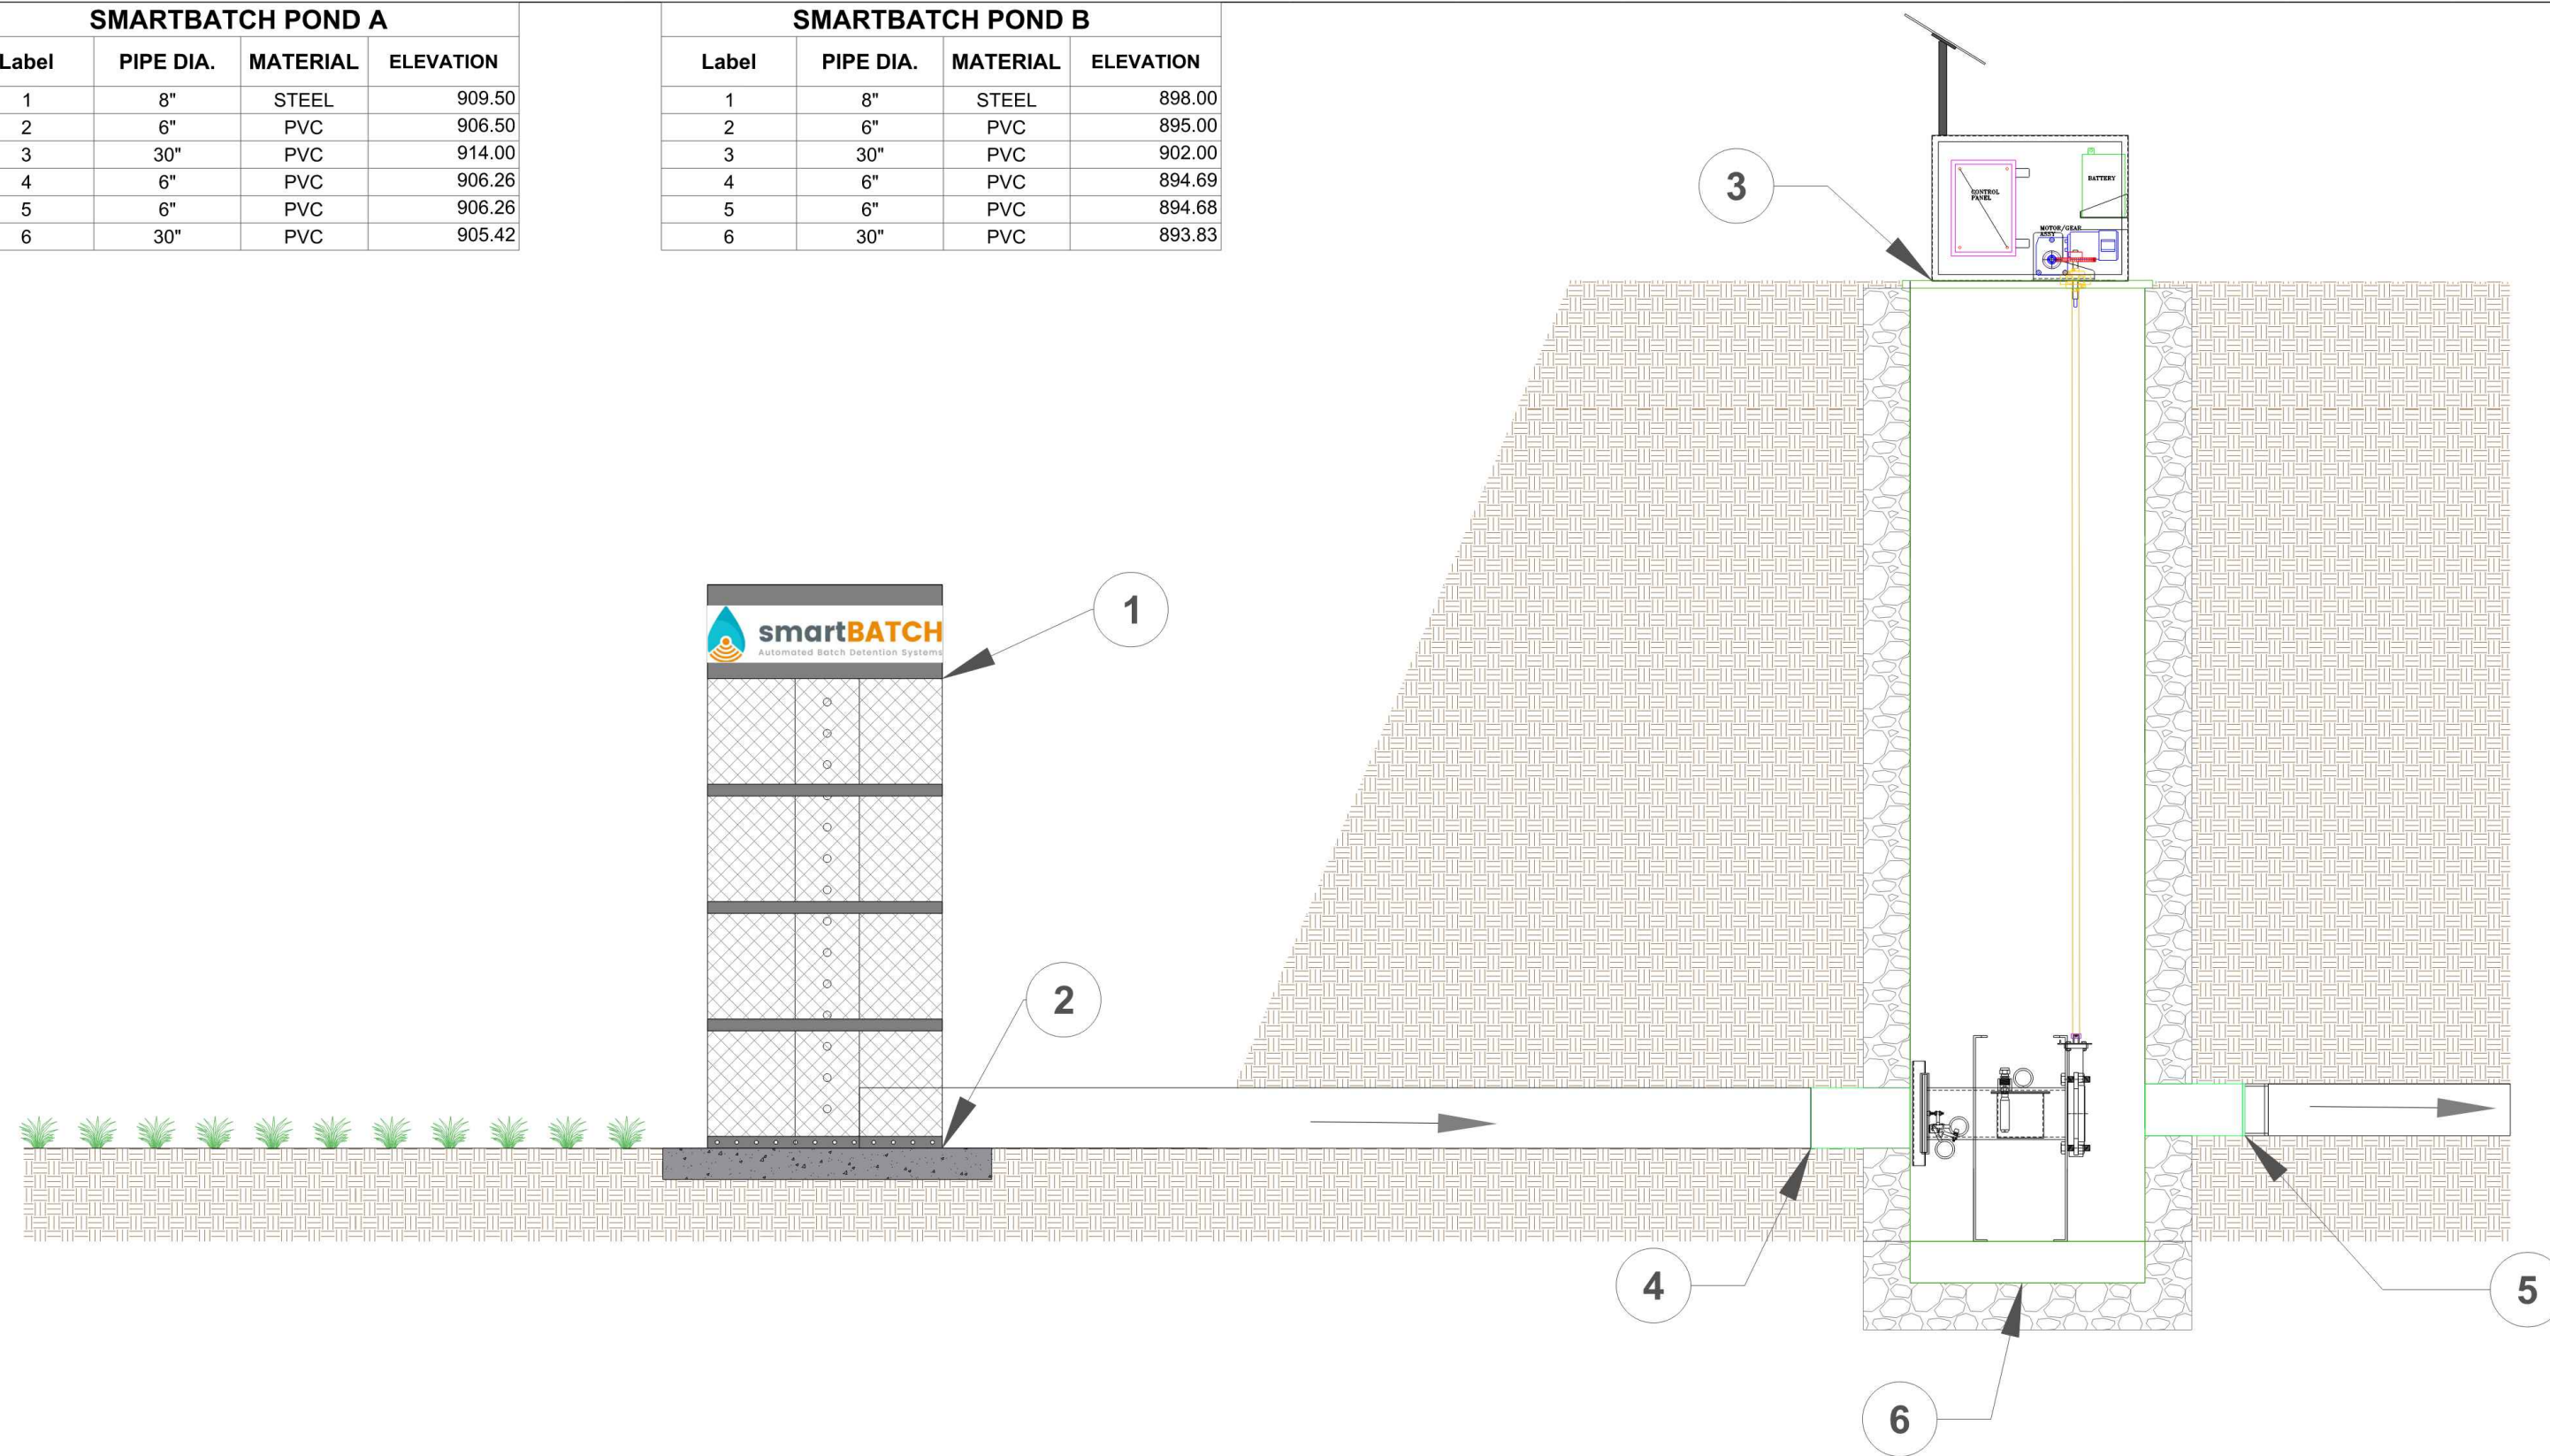 SMARTBATCH POND A
Label PIPE DIA. MATERIAL ELEVATION
1 8" STEEL 909.50
2 6" PVC 906.50
3 30" PVC 914.00
4 6" PVC 906.26
5 6" PVC 906.26
6 30" PVC 905.42
SMARTBATCH POND B
Label PIPE DIA. MATERIAL ELEVATION
1 8" STEEL 898.00
2 6" PVC 895.00
3 30" PVC 902.00
4 6" PVC 894.69
5 6" PVC 894.68
6 30" PVC 893.83
3
CONTROL
PANEL
BATTERY
MOTOR/GEAR
ASSY
1
smartBATCH
Automated Batch Detention Systems
2
4
5
6